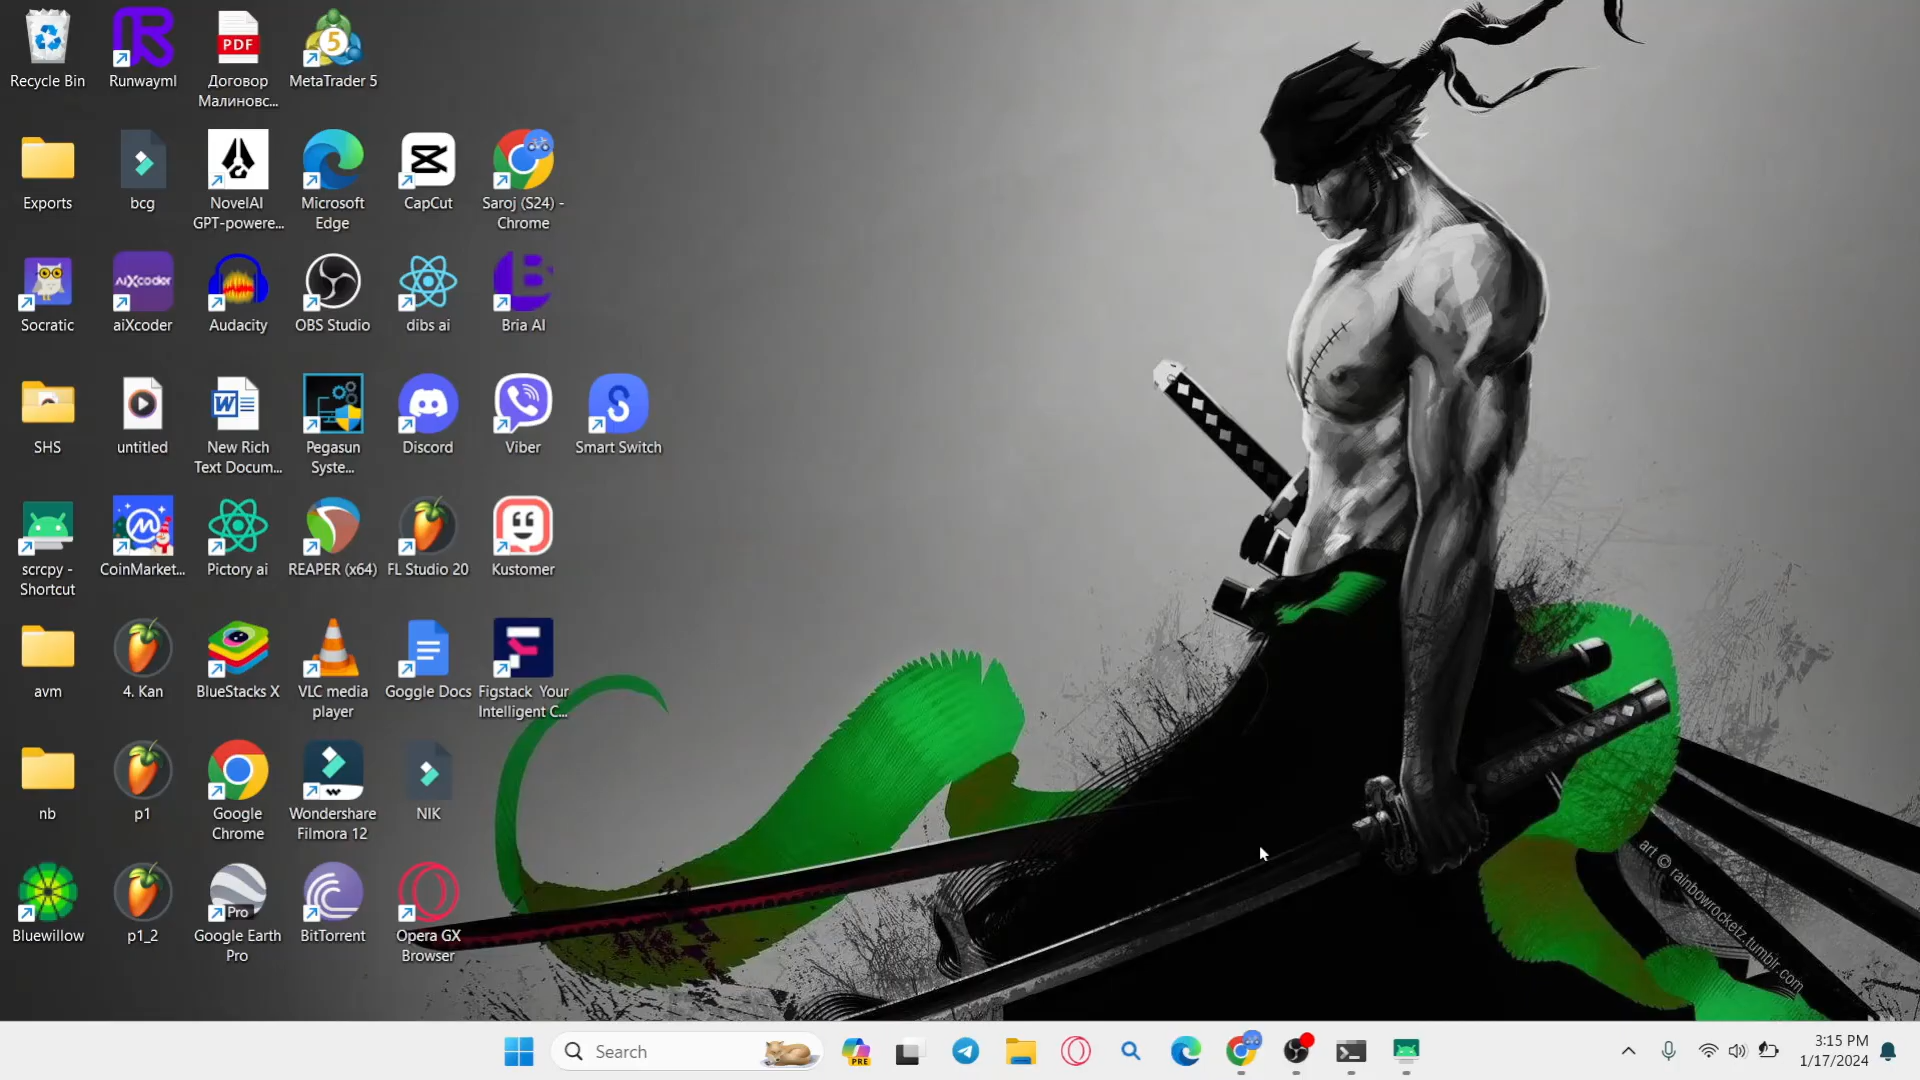 Recycle Bin
Runwayml
PDF
Договор
Малиновс...
5
MetaTrader 5
Exports
bcg
NovelAI
GPT-powere...
Microsoft
Edge
CapCut
Saroj (S24) -
Chrome
Socratic
aiXcoder
aiXcoder
Audacity
OBS Studio
dibs ai
B
Bria AI
SHS
untitled
W
New Rich
Text Docum...
Pegasun
Syste...
Discord
Viber
S
Smart Switch
scrcpy -
Shortcut
CoinMarket...
Pictory ai
REAPER (x64)
FL Studio 20
Kustomer
avm
4. Kan
BlueStacks X
VLC media
player
Goggle Docs
Figstack Your
Intelligent C...
nb
p1
Google
Chrome
Wondershare
Filmora 12
NIK
Bluewillow
p1_2
Pro
Google Earth
Pro
BitTorrent
Opera GX
Browser
art © rainbowrocketz.tumblr.com
Search
PRE
3:15 PM
1/17/2024